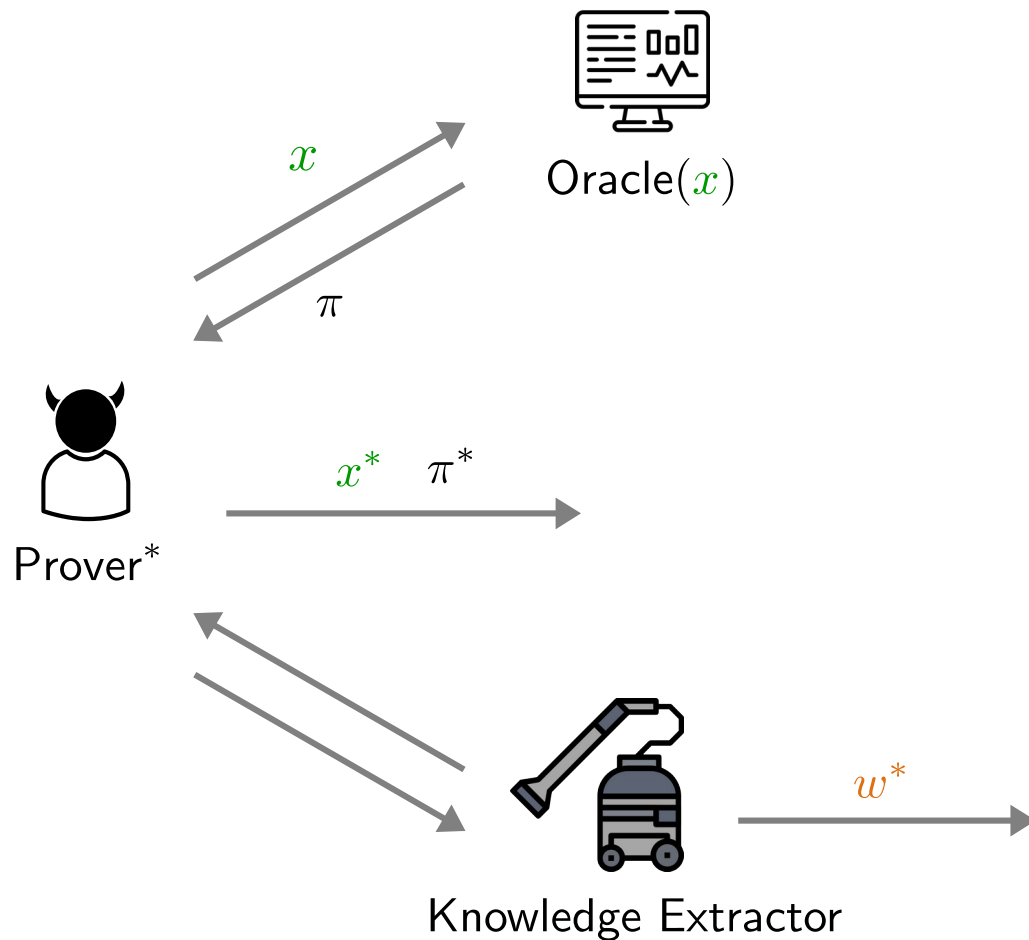 x
Oracle(x)
π
x* π*
Prover*
w*
Knowledge Extractor